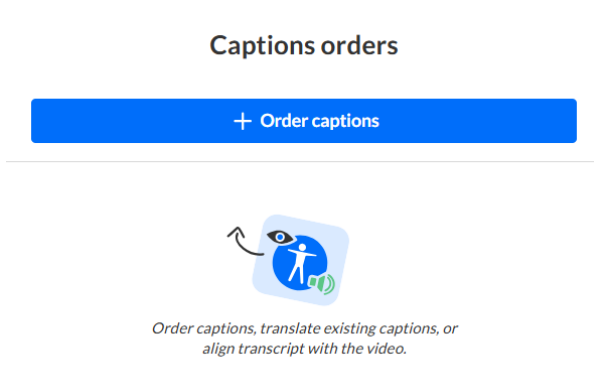 Captions orders
+ Order captions
Order captions, translate existing captions, or
align transcript with the video.